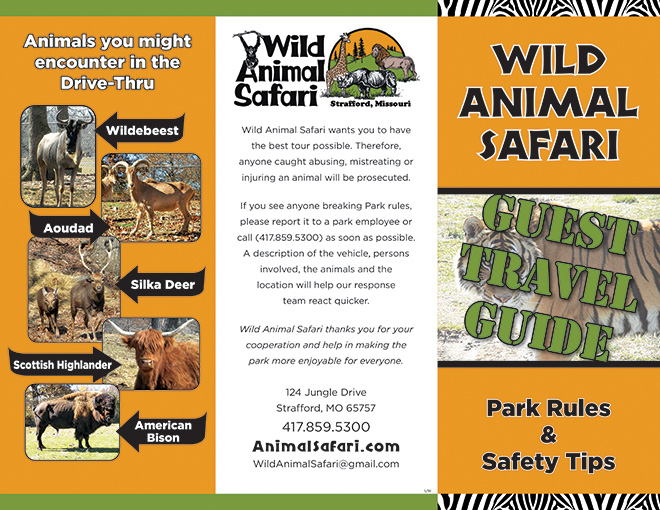 Animals you might
encounter in the
Drive-Thru
Wildebeest
Aoudad
Silka Deer
Scottish Highlander
American
Bison
Wild
Animal
Safari
Strafford, Missouri
Wild Animal Safari wants you to have
the best tour possible. Therefore,
anyone caught abusing, mistreating or
injuring an animal will be prosecuted.
If you see anyone breaking Park rules,
please report it to a park employee or
call (417.859.5300) as soon as possible.
A description of the vehicle, persons
involved, the animals and the
location will help our response
team react quicker.
Wild Animal Safari thanks you for your
cooperation and help in making the
park more enjoyable for everyone.
124 Jungle Drive
Strafford, MO 65757
417.859.5300
AnimalSafari.com
WildAnimalSafari@gmail.com
WILD
ANIMAL
SAFARI
GUEST
TRAVEL
GUIDE
Park Rules
&
Safety Tips